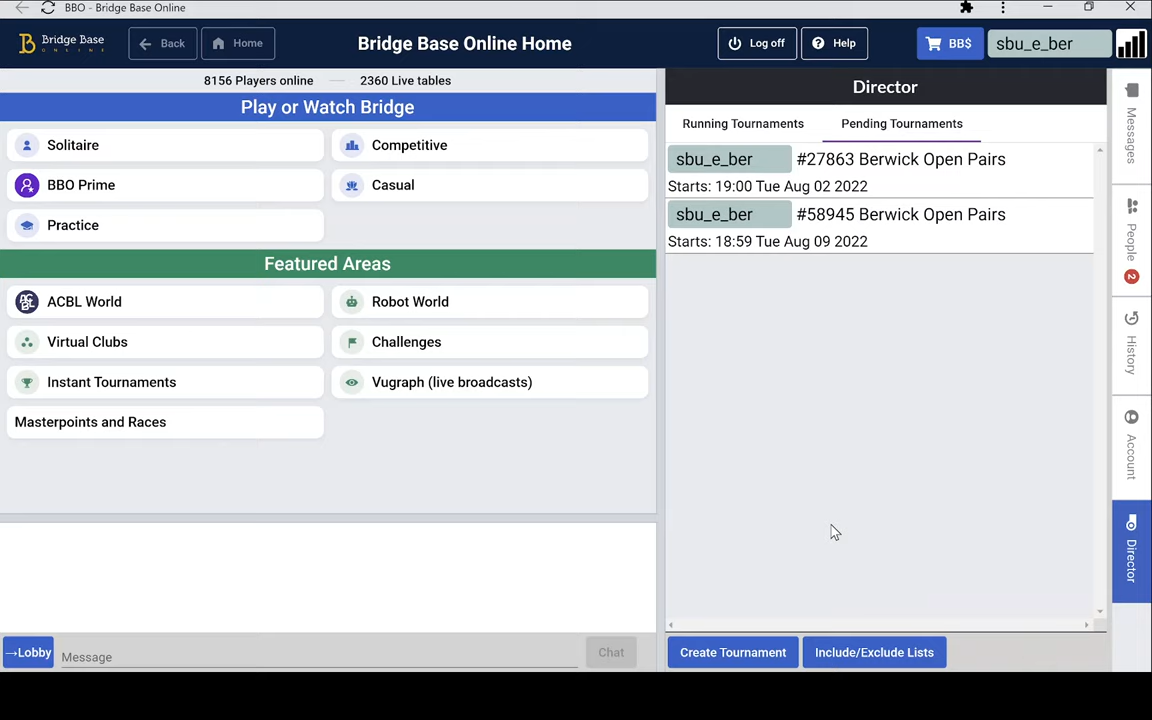 BBO - Bridge Base Online
Bridge Base
ONLINE
Back
Home
Bridge Base Online Home
Log off
Help
BB$
sbu_e_ber
8156 Players online — 2360 Live tables
Play or Watch Bridge
Solitaire
Competitive
BBO Prime
Casual
Practice
Featured Areas
ACBL World
Robot World
Virtual Clubs
Challenges
Instant Tournaments
Vugraph (live broadcasts)
Masterpoints and Races
→Lobby
Message
Chat
Director
Running Tournaments
Pending Tournaments
sbu_e_ber #27863 Berwick Open Pairs
Starts: 19:00 Tue Aug 02 2022
sbu_e_ber #58945 Berwick Open Pairs
Starts: 18:59 Tue Aug 09 2022
Create Tournament
Include/Exclude Lists
Messages
People
2
History
Account
Director